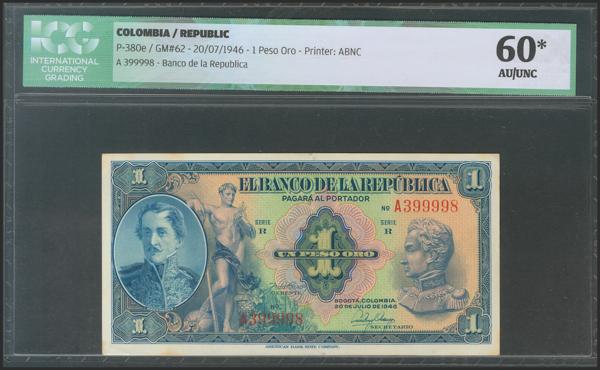 ICG
INTERNATIONAL
CURRENCY
GRADING
COLOMBIA / REPUBLIC
P-380e / GM#62 - 20/07/1946 - 1 Peso Oro - Printer: ABNC
A 399998 - Banco de la Republica
60*
AU/UNC
1
1
EL BANCO DE LA REPÚBLICA
PAGARÁ AL PORTADOR
No A399998
SERIE
R
SERIE
R
1
UN PESO ORO
GERENTE
BOGOTÁ, COLOMBIA,
20 DE JULIO DE 1946
No
A399998
SECRETARIO
1
1
AMERICAN BANK NOTE COMPANY.